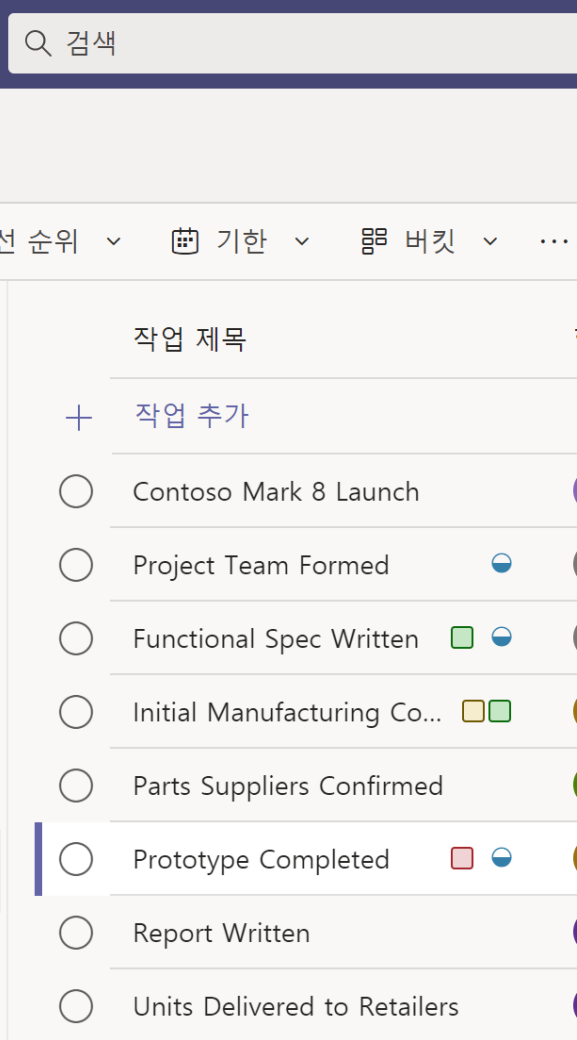 검색
선 순위 기한 버킷 ...
작업 제목
작업 추가
Contoso Mark 8 Launch
Project Team Formed
Functional Spec Written
Initial Manufacturing Co...
Parts Suppliers Confirmed
Prototype Completed
Report Written
Units Delivered to Retailers